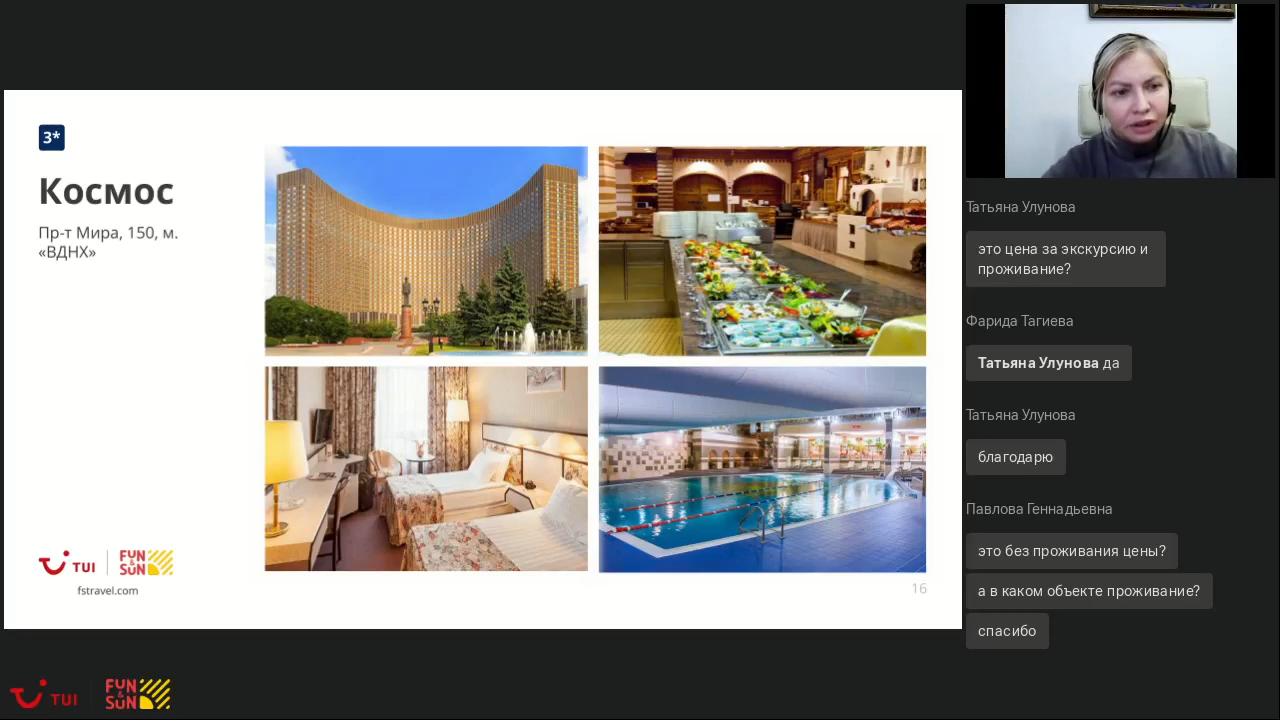 3*
Космос
Пр-т Мира, 150, м.
«ВДНХ»
TUI
FUN
&
SUN
fstravel.com
16
TUI
FUN
&
SUN
Татьяна Улунова
это цена за экскурсию и
проживание?
Фарида Тагиева
Татьяна Улунова да
Татьяна Улунова
благодарю
Павлова Геннадьевна
это без проживания цены?
а в каком объекте проживание?
спасибо